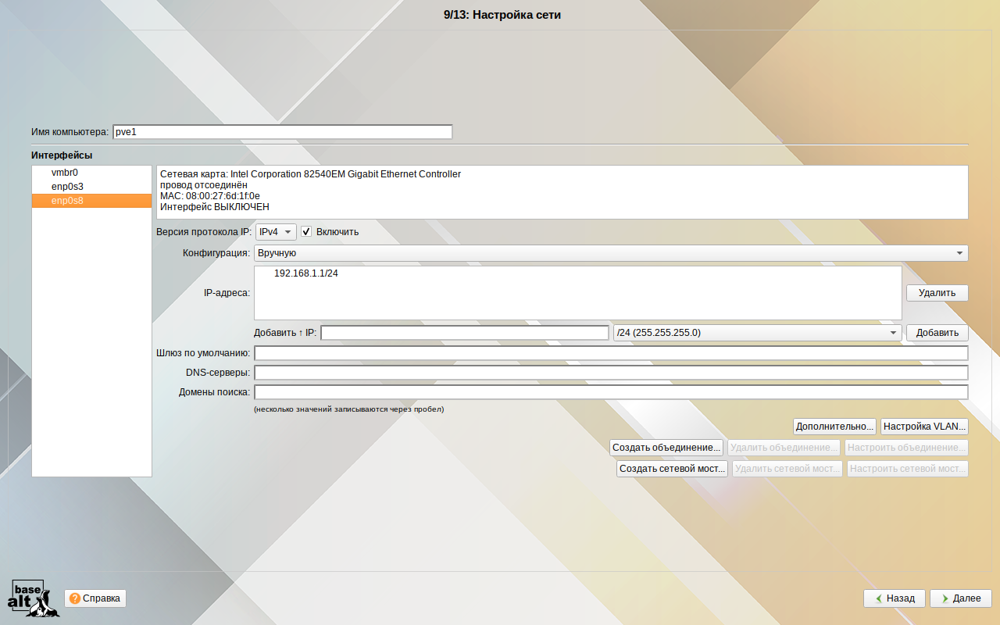 9/13: Настройка сети
Имя компьютера: pve1
Интерфейсы
vmbr0
enp0s3
enp0s8
Сетевая карта: Intel Corporation 82540EM Gigabit Ethernet Controller
провод отсоединён
MAC: 08:00:27:6d:1f:0e
Интерфейс ВЫКЛЮЧЕН
Версия протокола IP: IPv4 Включить
Конфигурация: Вручную
192.168.1.1/24
IP-адреса: Удалить
Добавить ↑ IP: /24 (255.255.255.0) Добавить
Шлюз по умолчанию:
DNS-серверы:
Домены поиска:
(несколько значений записываются через пробел)
Дополнительно... Настройка VLAN...
Создать объединение... Удалить объединение... Настроить объединение...
Создать сетевой мост... Удалить сетевой мост... Настроить сетевой мост...
base
alt
Справка Назад Далее